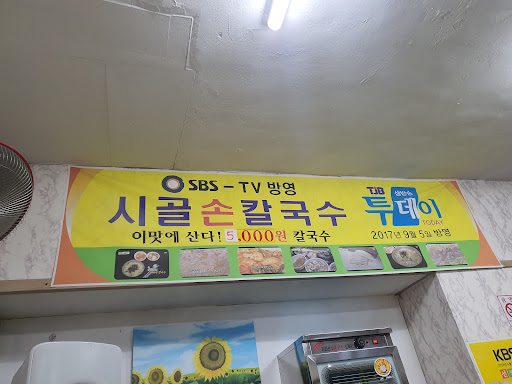 SBS - TV 방영
시골손칼국수
이맛에 산다! 5,000원 칼국수
TJB 생방송
투데이
TODAY
2017년 9월 5일 방영
KBS